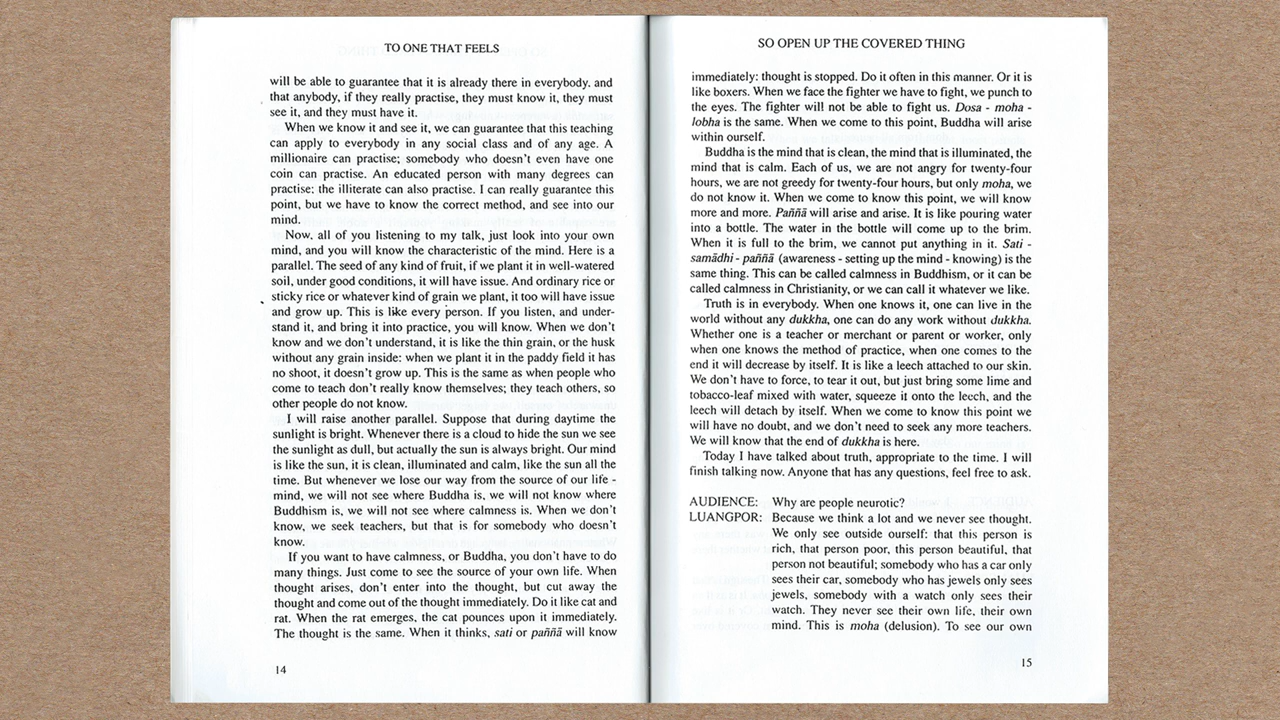 TO ONE THAT FEELS
will be able to guarantee that it is already there in everybody, and
that anybody, if they really practise, they must know it, they must
see it, and they must have it.
When we know it and see it, we can guarantee that this teaching
can apply to everybody in any social class and of any age. A
millionaire can practise; somebody who doesn't even have one
coin can practise. An educated person with many degrees can
practise; the illiterate can also practise. I can really guarantee this
point, but we have to know the correct method, and see into our
mind.
Now, all of you listening to my talk, just look into your own
mind, and you will know the characteristic of the mind. Here is a
parallel. The seed of any kind of fruit, if we plant it in well-watered
soil, under good conditions, it will have issue. And ordinary rice or
sticky rice or whatever kind of grain we plant, it too will have issue
and grow up. This is like every person. If you listen, and under-
stand it, and bring it into practice, you will know. When we don't
know and we don't understand, it is like the thin grain, or the husk
without any grain inside: when we plant it in the paddy field it has
no shoot, it doesn't grow up. This is the same as when people who
come to teach don't really know themselves; they teach others, so
other people do not know.
I will raise another parallel. Suppose that during daytime the
sunlight is bright. Whenever there is a cloud to hide the sun we see
the sunlight as dull, but actually the sun is always bright. Our mind
is like the sun, it is clean, illuminated and calm, like the sun all the
time. But whenever we lose our way from the source of our life -
mind, we will not see where Buddha is, we will not know where
Buddhism is, we will not see where calmness is. When we don't
know, we seek teachers, but that is for somebody who doesn't
know.
If you want to have calmness, or Buddha, you don't have to do
many things. Just come to see the source of your own life. When
thought arises, don't enter into the thought, but cut away the
thought and come out of the thought immediately. Do it like cat and
rat. When the rat emerges, the cat pounces upon it immediately.
The thought is the same. When it thinks, sati or paññā will know
14
SO OPEN UP THE COVERED THING
immediately: thought is stopped. Do it often in this manner. Or it is
like boxers. When we face the fighter we have to fight, we punch to
the eyes. The fighter will not be able to fight us. Dosa - moha -
lobha is the same. When we come to this point, Buddha will arise
within ourself.
Buddha is the mind that is clean, the mind that is illuminated, the
mind that is calm. Each of us, we are not angry for twenty-four
hours, we are not greedy for twenty-four hours, but only moha, we
do not know it. When we come to know this point, we will know
more and more. Paññā will arise and arise. It is like pouring water
into a bottle. The water in the bottle will come up to the brim.
When it is full to the brim, we cannot put anything in it. Sati -
samādhi - paññā (awareness - setting up the mind - knowing) is the
same thing. This can be called calmness in Buddhism, or it can be
called calmness in Christianity, or we can call it whatever we like.
Truth is in everybody. When one knows it, one can live in the
world without any dukkha, one can do any work without dukkha.
Whether one is a teacher or merchant or parent or worker, only
when one knows the method of practice, when one comes to the
end it will decrease by itself. It is like a leech attached to our skin.
We don't have to force, to tear it out, but just bring some lime and
tobacco-leaf mixed with water, squeeze it onto the leech, and the
leech will detach by itself. When we come to know this point we
will have no doubt, and we don't need to seek any more teachers.
We will know that the end of dukkha is here.
Today I have talked about truth, appropriate to the time. I will
finish talking now. Anyone that has any questions, feel free to ask.
AUDIENCE: Why are people neurotic?
LUANGPOR: Because we think a lot and we never see thought.
We only see outside ourself: that this person is
rich, that person poor, this person beautiful, that
person not beautiful; somebody who has a car only
sees their car, somebody who has jewels only sees
jewels, somebody with a watch only sees their
watch. They never see their own life, their own
mind. This is moha (delusion). To see our own
15